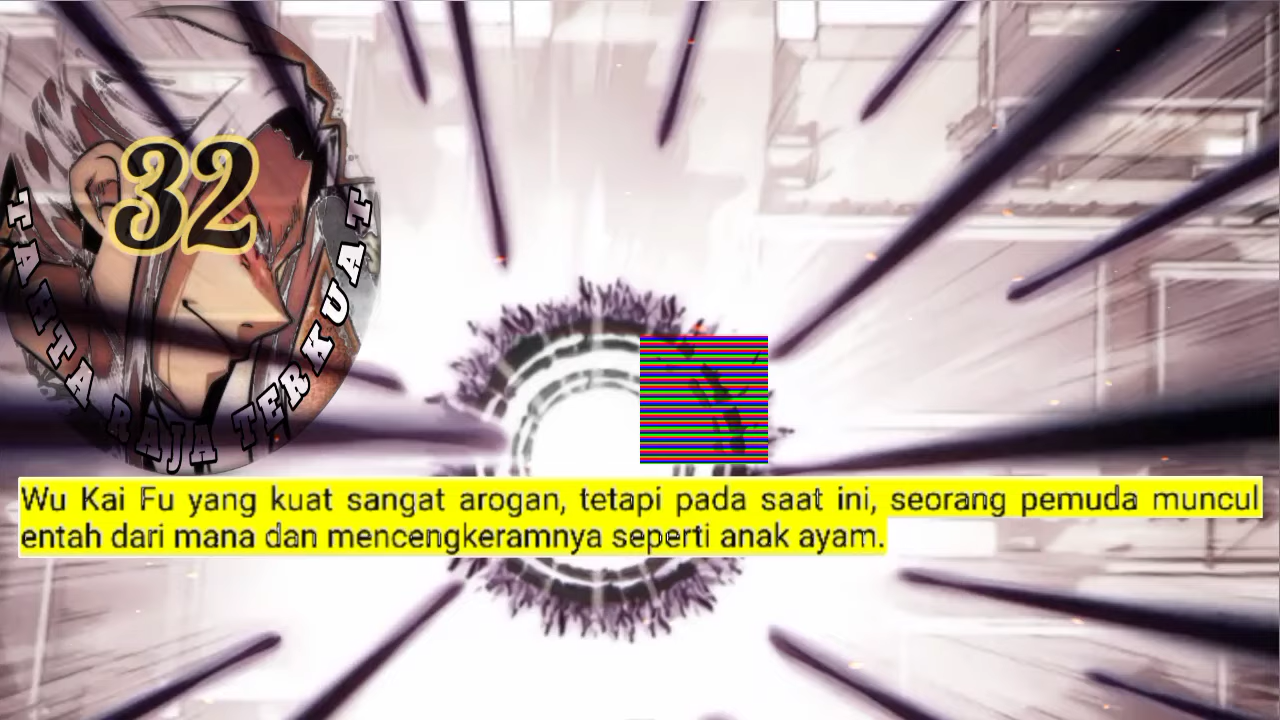 32
TAHTA RAJA TERKUAT
Wu Kai Fu yang kuat sangat arogan, tetapi pada saat ini, seorang pemuda muncul
entah dari mana dan mencengkeramnya seperti anak ayam.